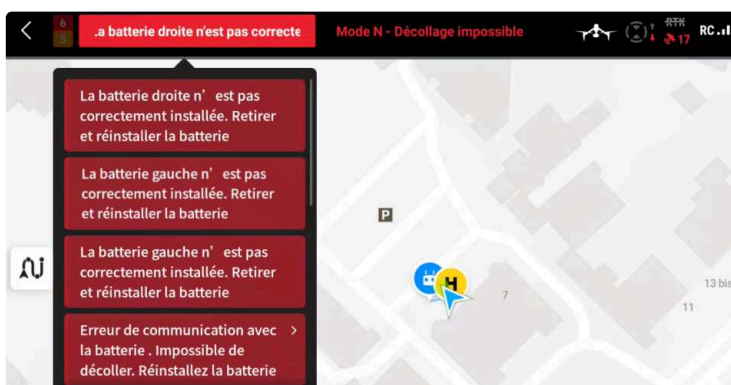 6
5
.a batterie droite n'est pas correcte
Mode N - Décollage impossible
RTK
17
RC
La batterie droite n' est pas
correctement installée. Retirer
et réinstaller la batterie
La batterie gauche n' est pas
correctement installée. Retirer
et réinstaller la batterie
La batterie gauche n' est pas
correctement installée. Retirer
et réinstaller la batterie
Erreur de communication avec
la batterie . Impossible de
décoller. Réinstallez la batterie
P
H
7
13 bis
11